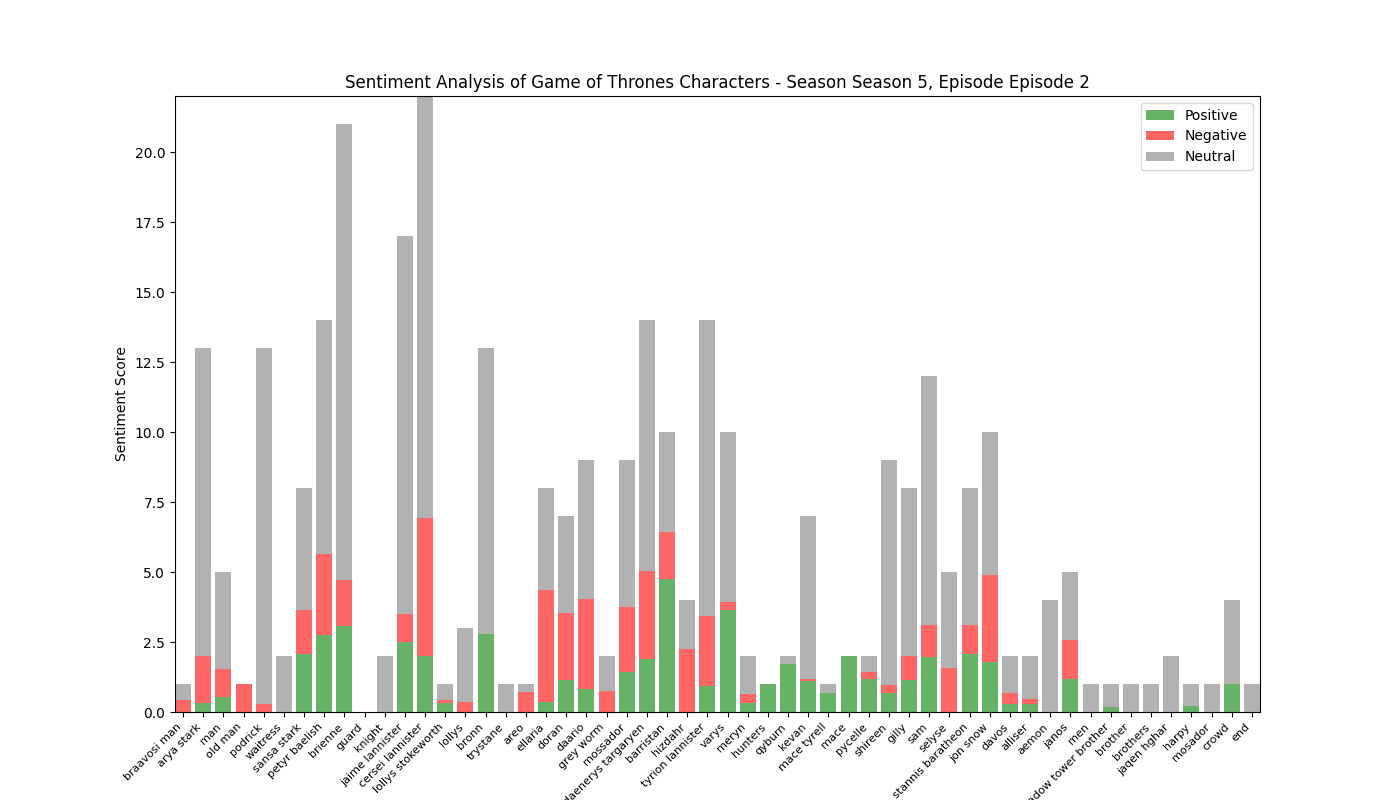 Sentiment Analysis of Game of Thrones Characters - Season Season 5, Episode Episode 2
Positive
Negative
Neutral
Sentiment Score
20.0
17.5
15.0
12.5
10.0
7.5
5.0
2.5
0.0
braavosi man
arya stark
man
old man
podrick
waitress
sansa stark
petyr baelish
brienne
guard
knight
jaime lannister
cersei lannister
lollys stokeworth
lollys
bronn
trystane
areo
ellaria
doran
daario
grey worm
mossador
daenerys targaryen
barristan
hizdahr
tyrion lannister
varys
meryn
hunters
qyburn
kevan
mace tyrell
mace
pycelle
shireen
gilly
sam
selyse
stannis baratheon
jon snow
davos
alliser
aemon
janos
men
adow tower brother
brother
brothers
jaqen hghar
harpy
mosador
crowd
end